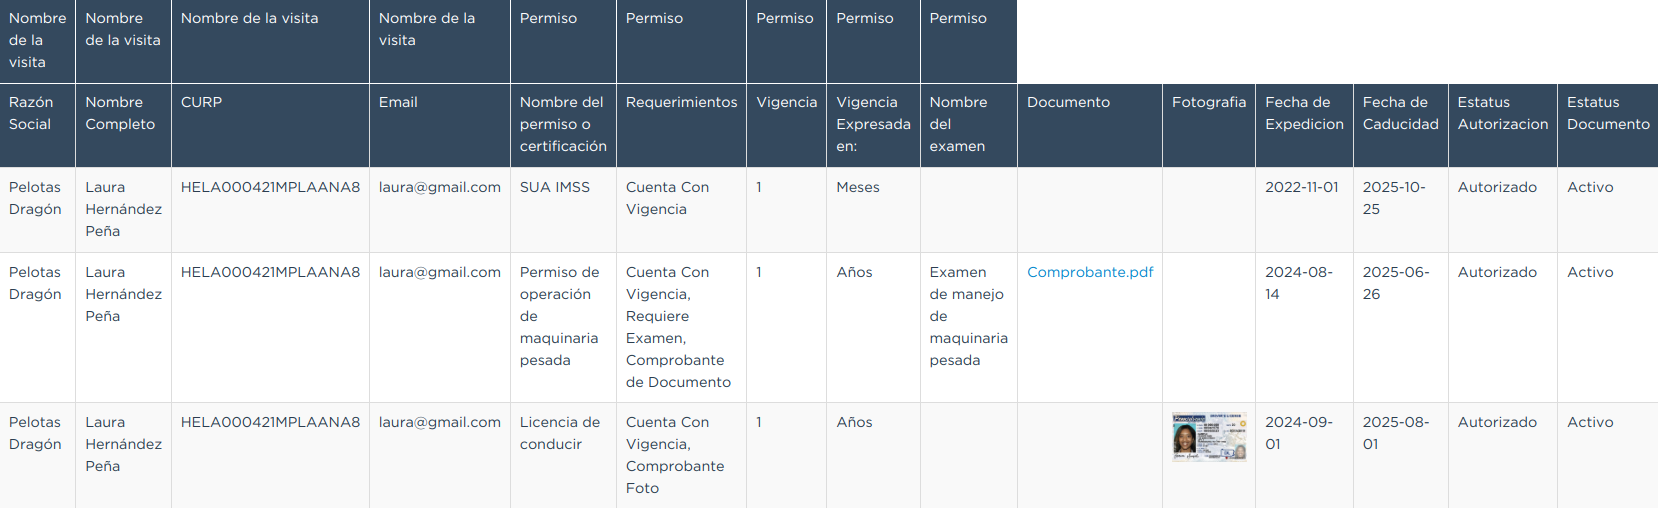 Nombre de la visita Nombre de la visita Nombre de la visita Nombre de la visita Permiso Permiso Permiso Permiso Permiso
Razón Social Nombre Completo CURP Email Nombre del permiso o certificación Requerimientos Vigencia Vigencia Expresada en: Nombre del examen Documento Fotografia Fecha de Expedicion Fecha de Caducidad Estatus Autorizacion Estatus Documento
Pelotas Dragón Laura Hernández Peña HELA000421MPLAANA8 laura@gmail.com SUA IMSS Cuenta Con Vigencia 1 Meses 2022-11-01 2025-10-25 Autorizado Activo
Pelotas Dragón Laura Hernández Peña HELA000421MPLAANA8 laura@gmail.com Permiso de operación de maquinaria pesada Cuenta Con Vigencia, Requiere Examen, Comprobante de Documento 1 Años Examen de manejo de maquinaria pesada Comprobante.pdf 2024-08-14 2025-06-26 Autorizado Activo
Pelotas Dragón Laura Hernández Peña HELA000421MPLAANA8 laura@gmail.com Licencia de conducir Cuenta Con Vigencia, Comprobante Foto 1 Años 2024-09-01 2025-08-01 Autorizado Activo